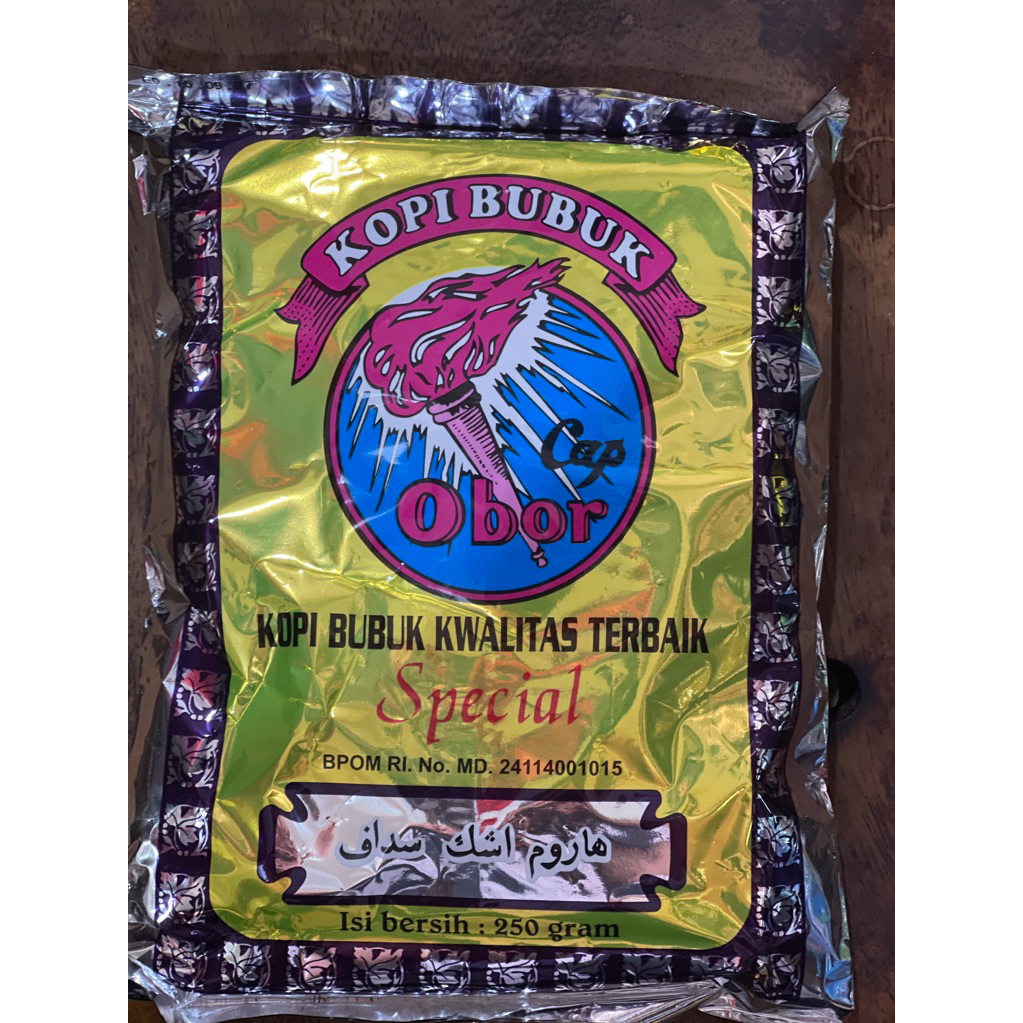 KOPI BUBUK
Cap
Obor
KOPI BUBUK KWALITAS TERBAIK
Special
BPOM RI. No. MD. 24114001015
هاروم اشك سداف
Isi bersih : 250 gram